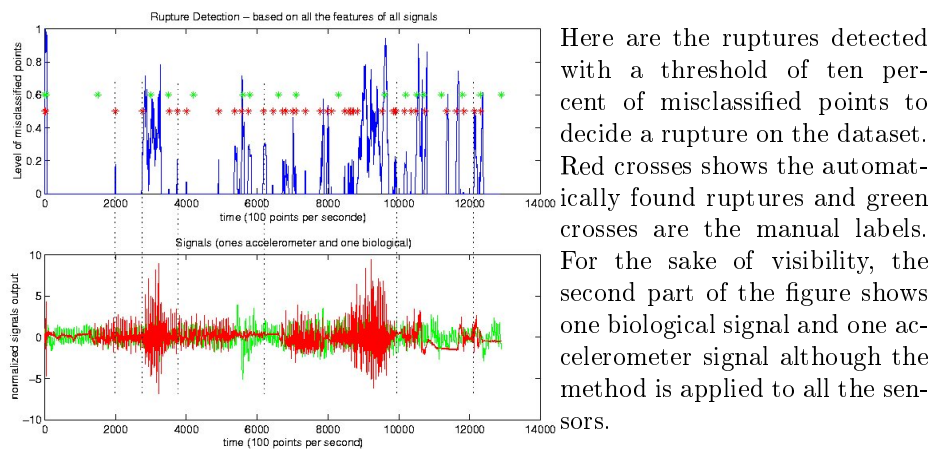 Rupture Detection – based on all the features of all signals
Level of misclassified points
1
0.8
0.6
0.4
0.2
0
0 2000 4000 6000 8000 10000 12000 14000
time (100 points per seconde)
Signals (ones accelerometer and one biological)
normalized signals output
10
5
0
−5
−10
0 2000 4000 6000 8000 10000 12000 14000
time (100 points per second)
Here are the ruptures detected
with a threshold of ten per-
cent of misclassified points to
decide a rupture on the dataset.
Red crosses shows the automat-
ically found ruptures and green
crosses are the manual labels.
For the sake of visibility, the
second part of the figure shows
one biological signal and one ac-
celerometer signal although the
method is applied to all the sen-
sors.